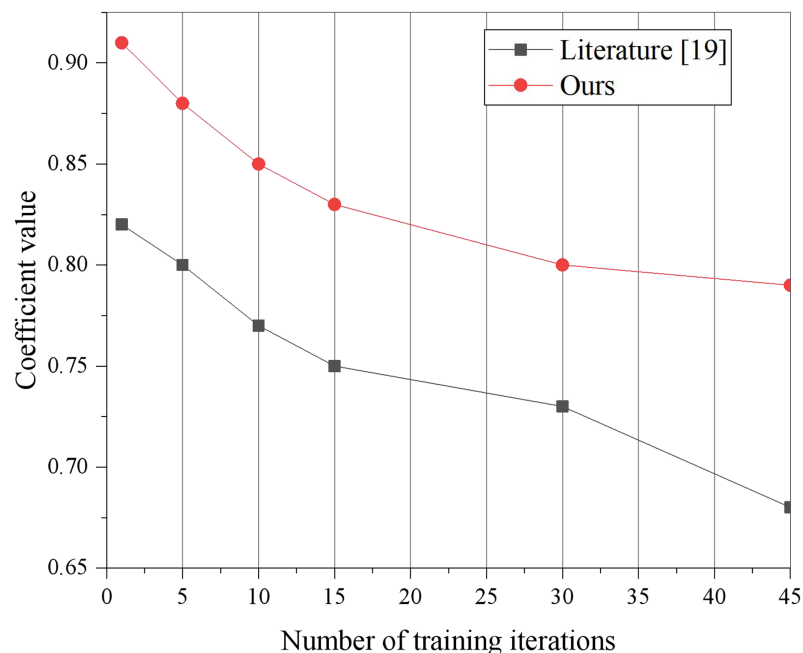 Literature [19]
Ours
Coefficient value
0.90
0.85
0.80
0.75
0.70
0.65
0 5 10 15 20 25 30 35 40 45
Number of training iterations